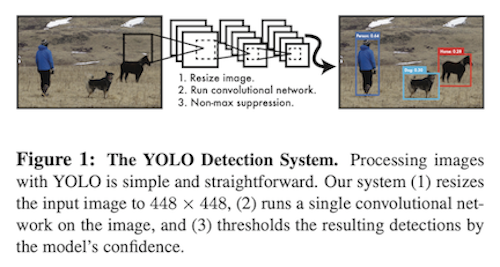 Person: 0.64
Horse: 0.28
Dog: 0.30
1. Resize image.
2. Run convolutional network.
3. Non-max suppression.
Figure 1: The YOLO Detection System. Processing images
with YOLO is simple and straightforward. Our system (1) resizes
the input image to 448 × 448, (2) runs a single convolutional net-
work on the image, and (3) thresholds the resulting detections by
the model’s confidence.